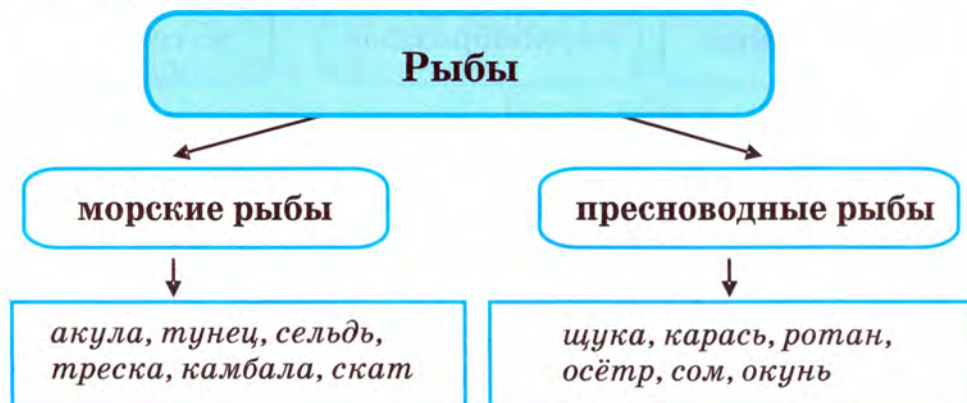 Рыбы
морские рыбы
пресноводные рыбы
акула, тунец, сельдь,
треска, камбала, скат
щука, карась, ротан,
осётр, сом, окунь